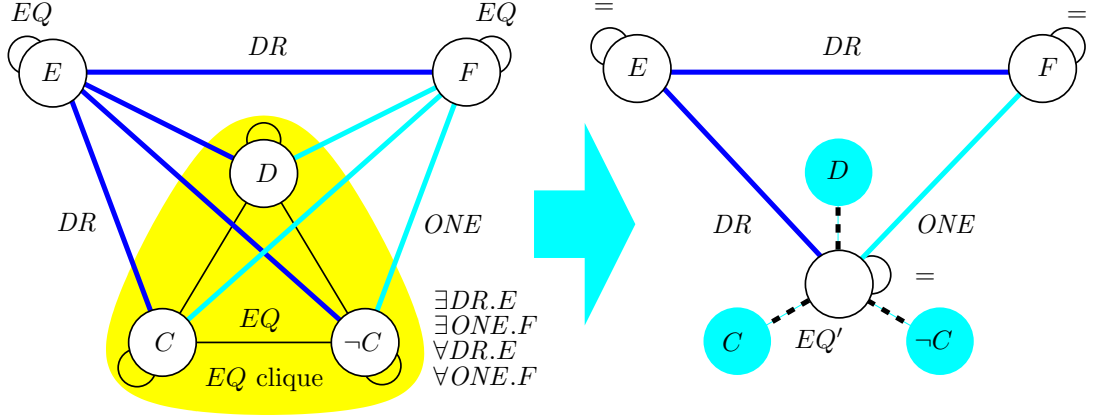 EQ
EQ
=
=
E
DR
F
E
DR
F
D
D
DR
ONE
DR
ONE
=
∃DR.E
∃ONE.F
∀DR.E
∀ONE.F
C
EQ
¬C
EQ clique
C
EQ′
¬C